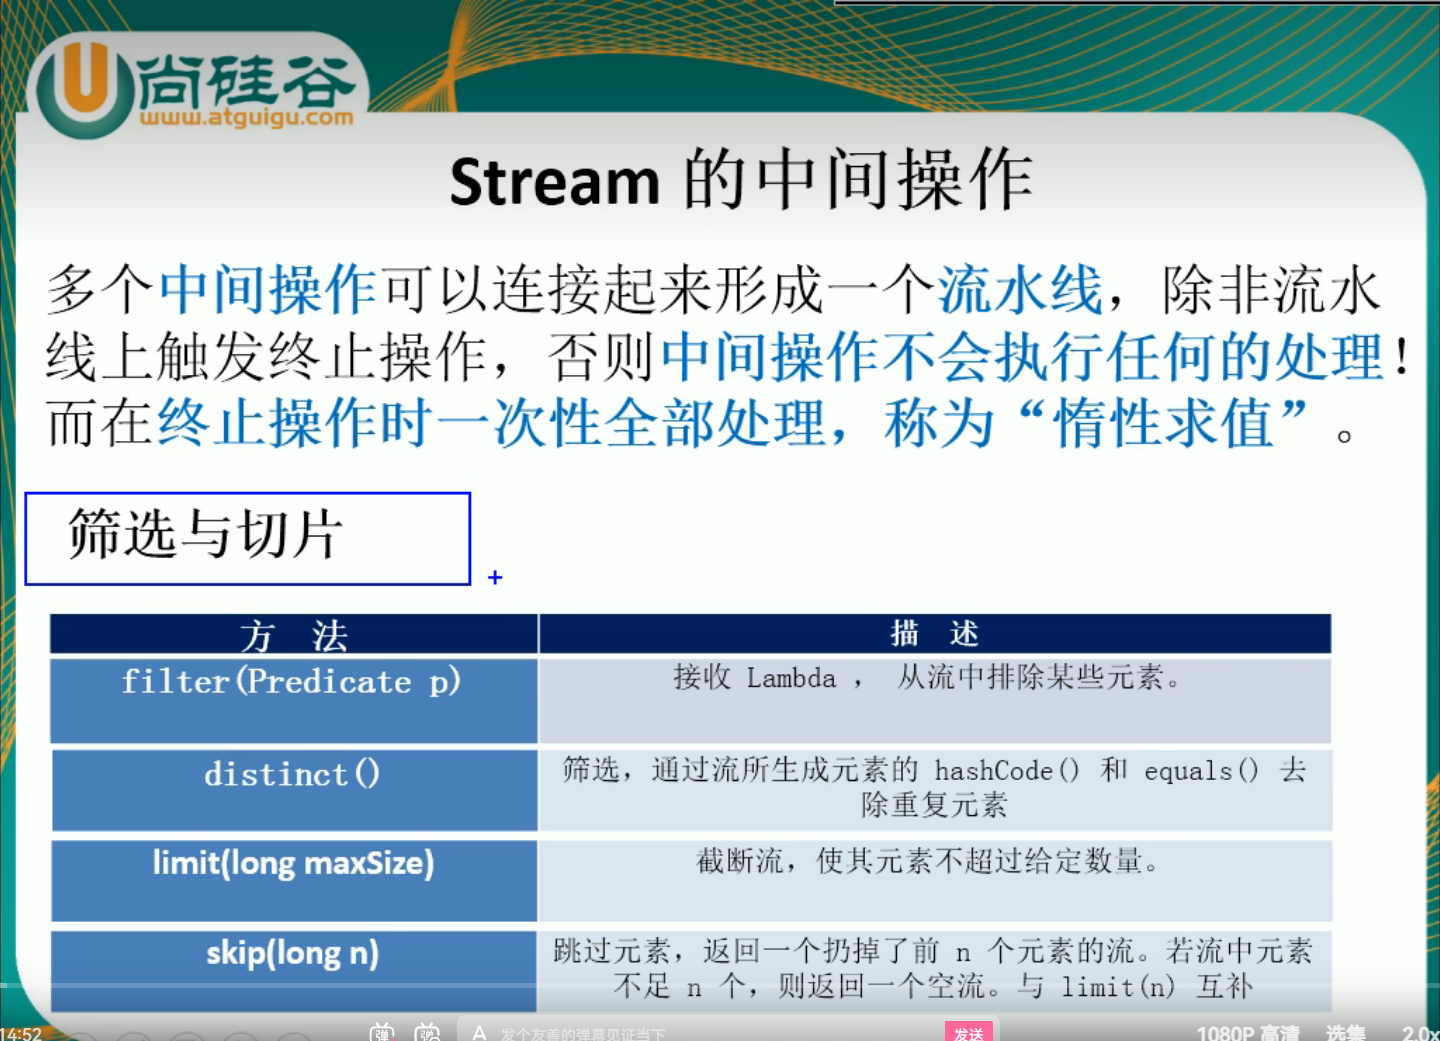 尚硅谷
www.atguigu.com
Stream 的中间操作
多个中间操作可以连接起来形成一个流水线，除非流水
线上触发终止操作，否则中间操作不会执行任何的处理！
而在终止操作时一次性全部处理，称为“惰性求值”。
筛选与切片
方 法 描 述
filter(Predicate p) 接收 Lambda ， 从流中排除某些元素。
distinct() 筛选，通过流所生成元素的 hashCode() 和 equals() 去
除重复元素
limit(long maxSize) 截断流，使其元素不超过给定数量。
skip(long n) 跳过元素，返回一个扔掉了前 n 个元素的流。若流中元素
不足 n 个，则返回一个空流。与 limit(n) 互补
14:52 弹 弹 A 发个友善的弹幕见证当下 发送 1080P 高清 选集 2.0x